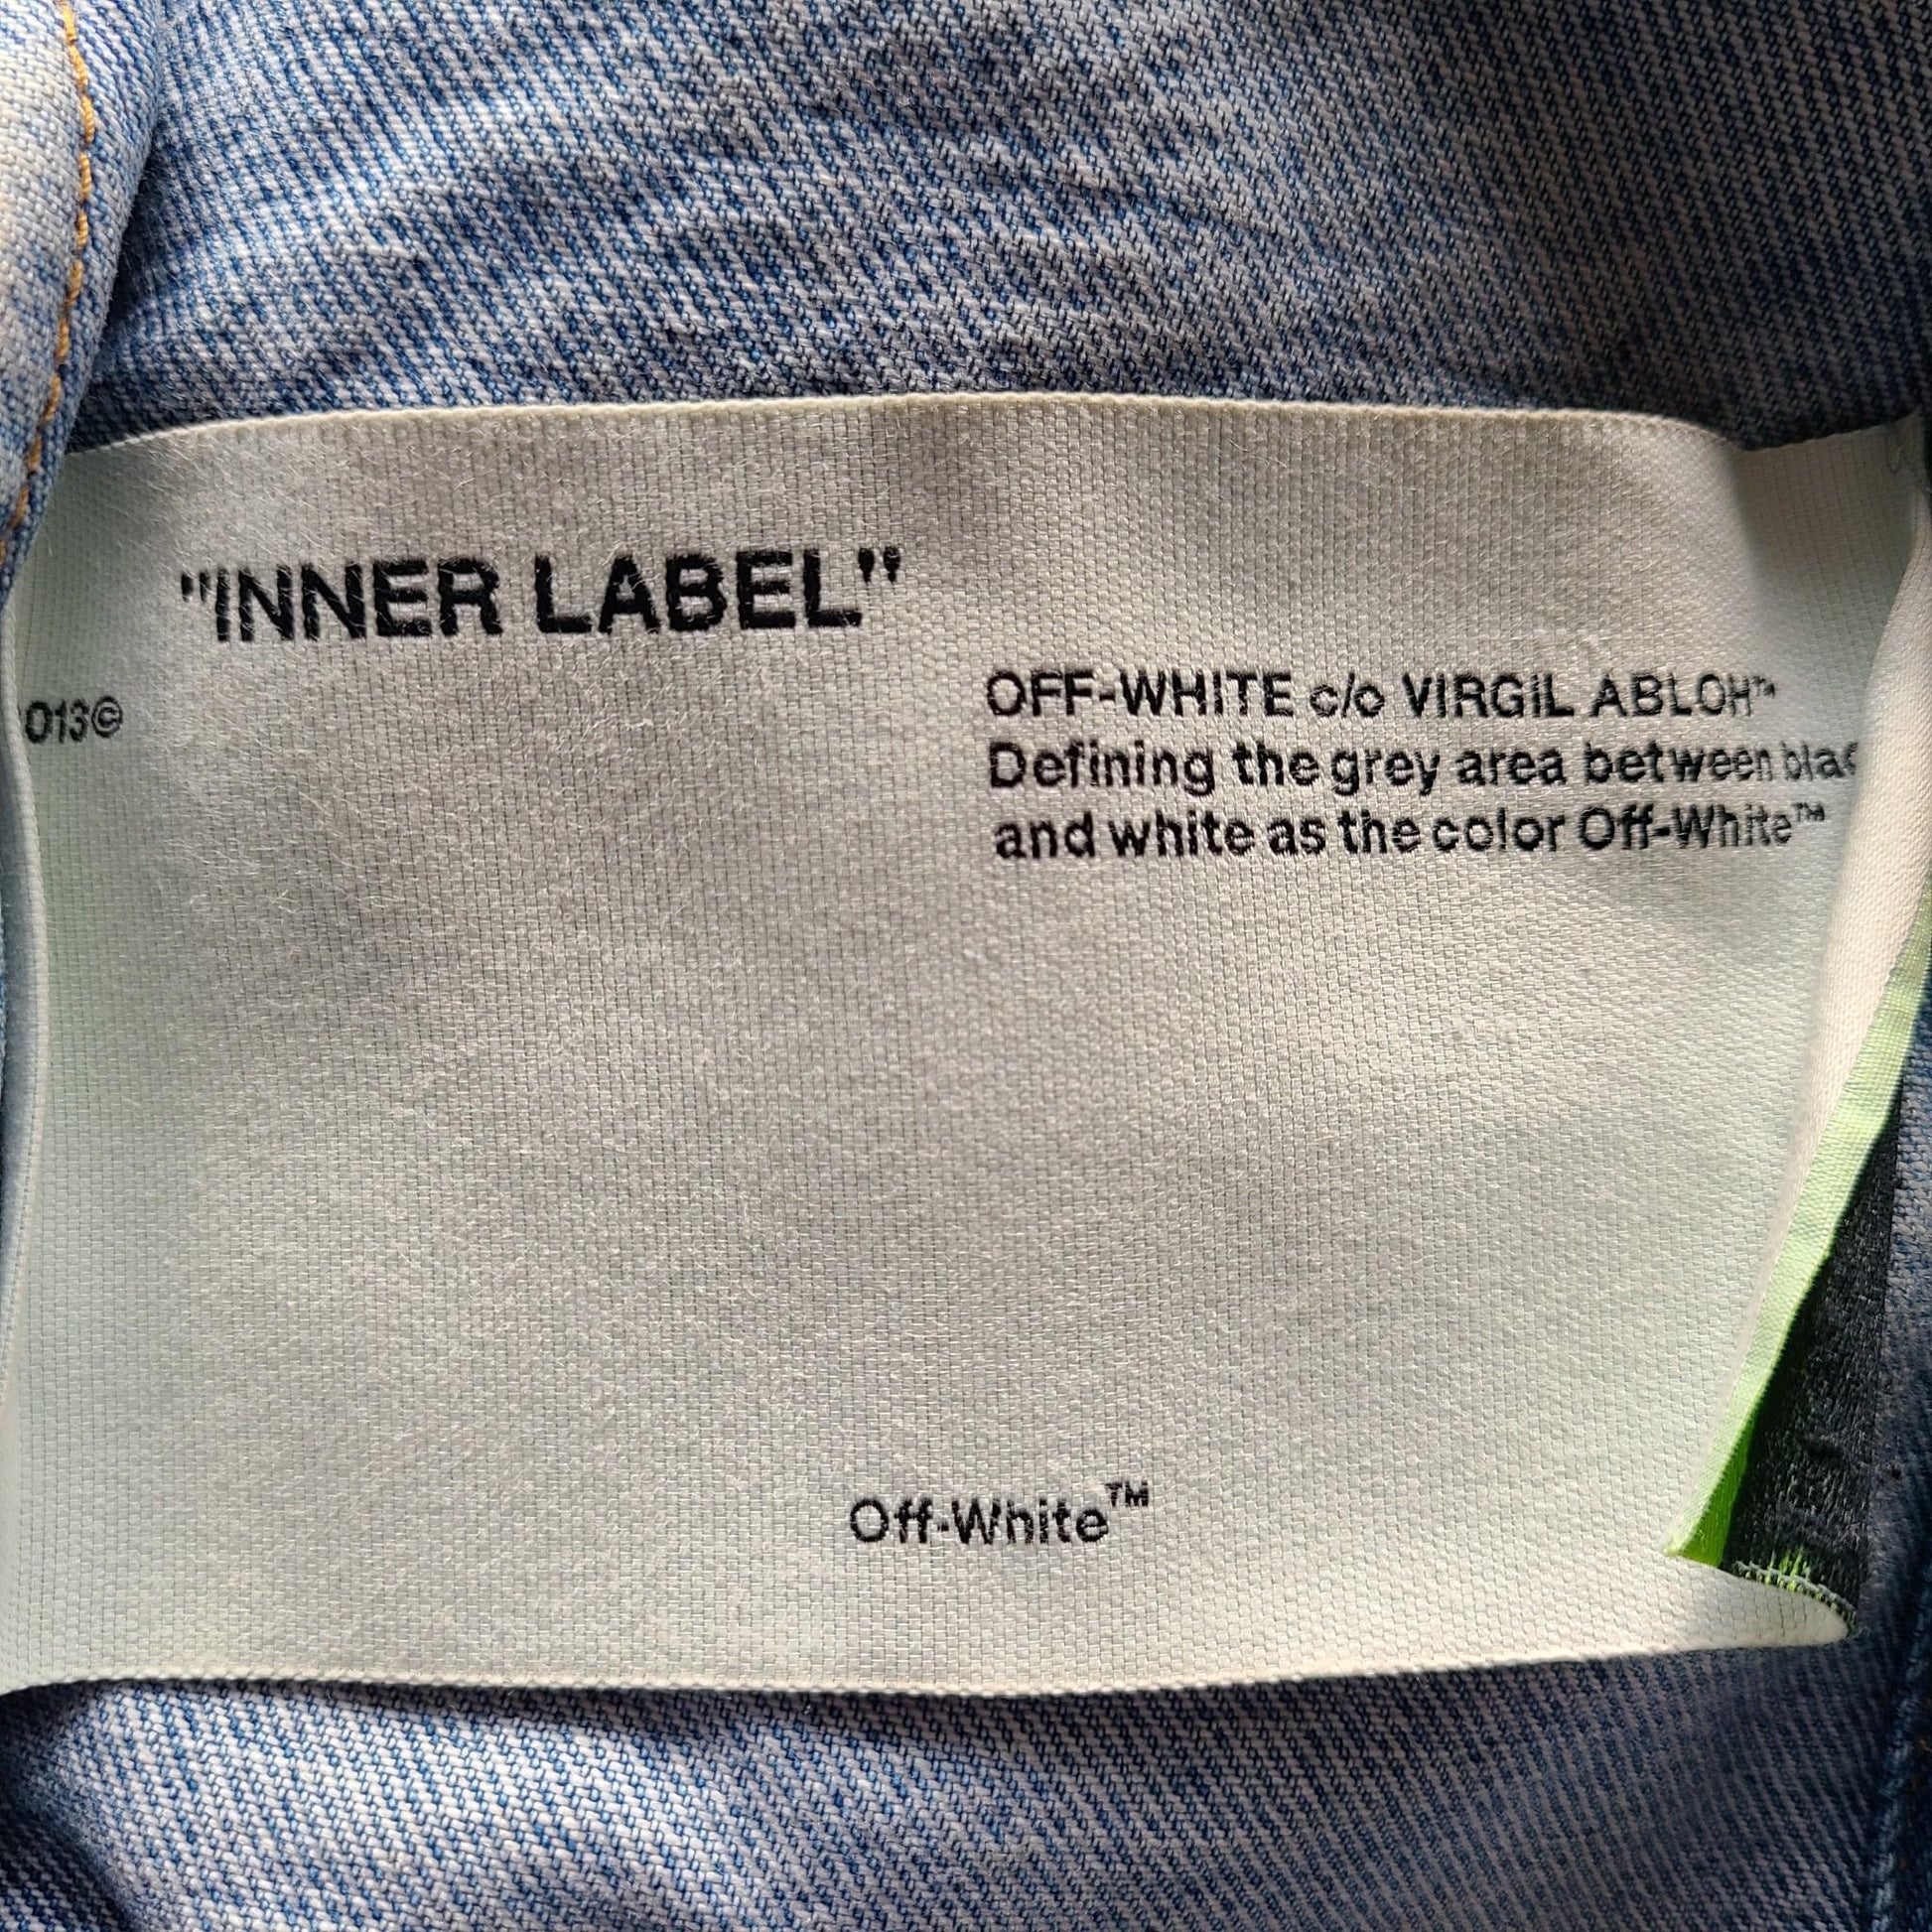 "INNER LABEL"
013©
OFF-WHITE c/o VIRGIL ABLOH™
Defining the grey area between blac
and white as the color Off-White™
Off-White™